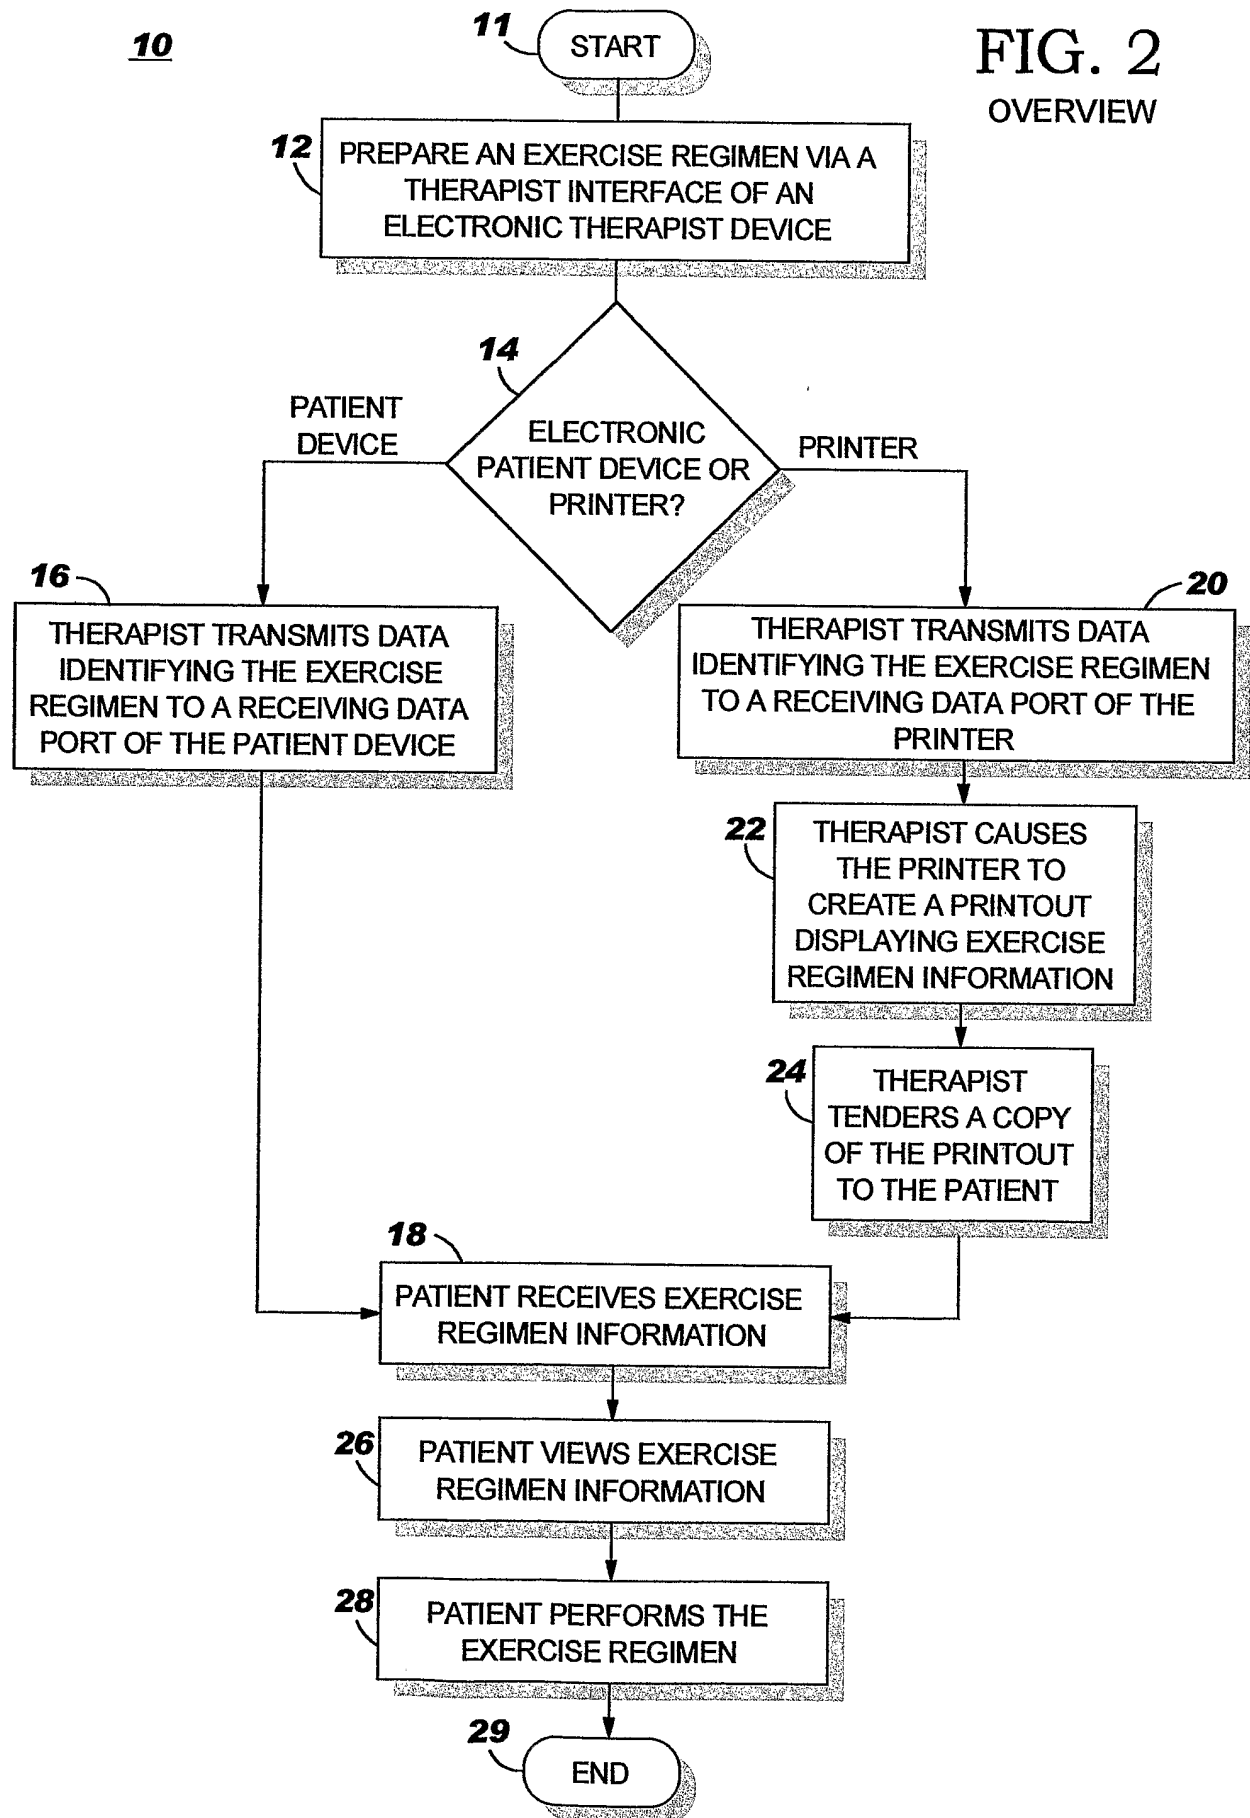 10
11
START
FIG. 2
OVERVIEW
12
PREPARE AN EXERCISE REGIMEN VIA A
THERAPIST INTERFACE OF AN
ELECTRONIC THERAPIST DEVICE
14
ELECTRONIC
PATIENT DEVICE OR
PRINTER?
PATIENT
DEVICE
PRINTER
16
THERAPIST TRANSMITS DATA
IDENTIFYING THE EXERCISE
REGIMEN TO A RECEIVING DATA
PORT OF THE PATIENT DEVICE
20
THERAPIST TRANSMITS DATA
IDENTIFYING THE EXERCISE REGIMEN
TO A RECEIVING DATA PORT OF THE
PRINTER
22
THERAPIST CAUSES
THE PRINTER TO
CREATE A PRINTOUT
DISPLAYING EXERCISE
REGIMEN INFORMATION
24
THERAPIST
TENDERS A COPY
OF THE PRINTOUT
TO THE PATIENT
18
PATIENT RECEIVES EXERCISE
REGIMEN INFORMATION
26
PATIENT VIEWS EXERCISE
REGIMEN INFORMATION
28
PATIENT PERFORMS THE
EXERCISE REGIMEN
29
END